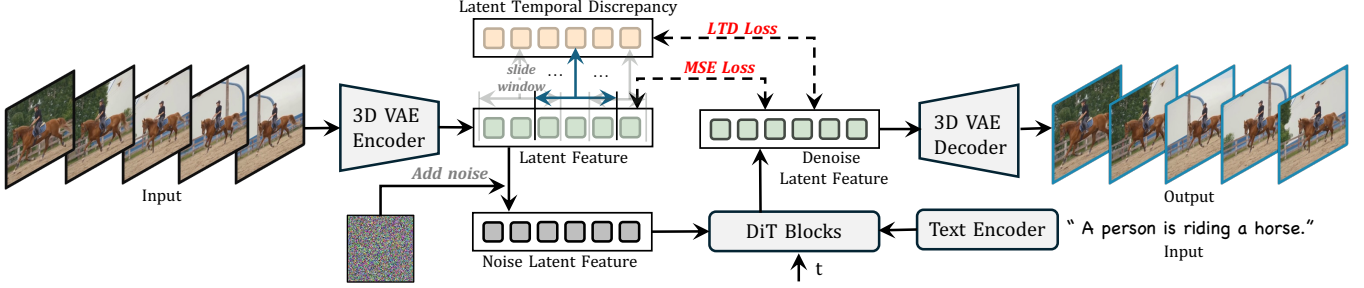 Latent Temporal Discrepancy
LTD Loss
slide
window
... ...
MSE Loss
3D VAE
Encoder
3D VAE
Decoder
Latent Feature
Denoise
Latent Feature
Input
Add noise
Output
Noise Latent Feature
DiT Blocks
Text Encoder
“ A person is riding a horse.”
Input
t